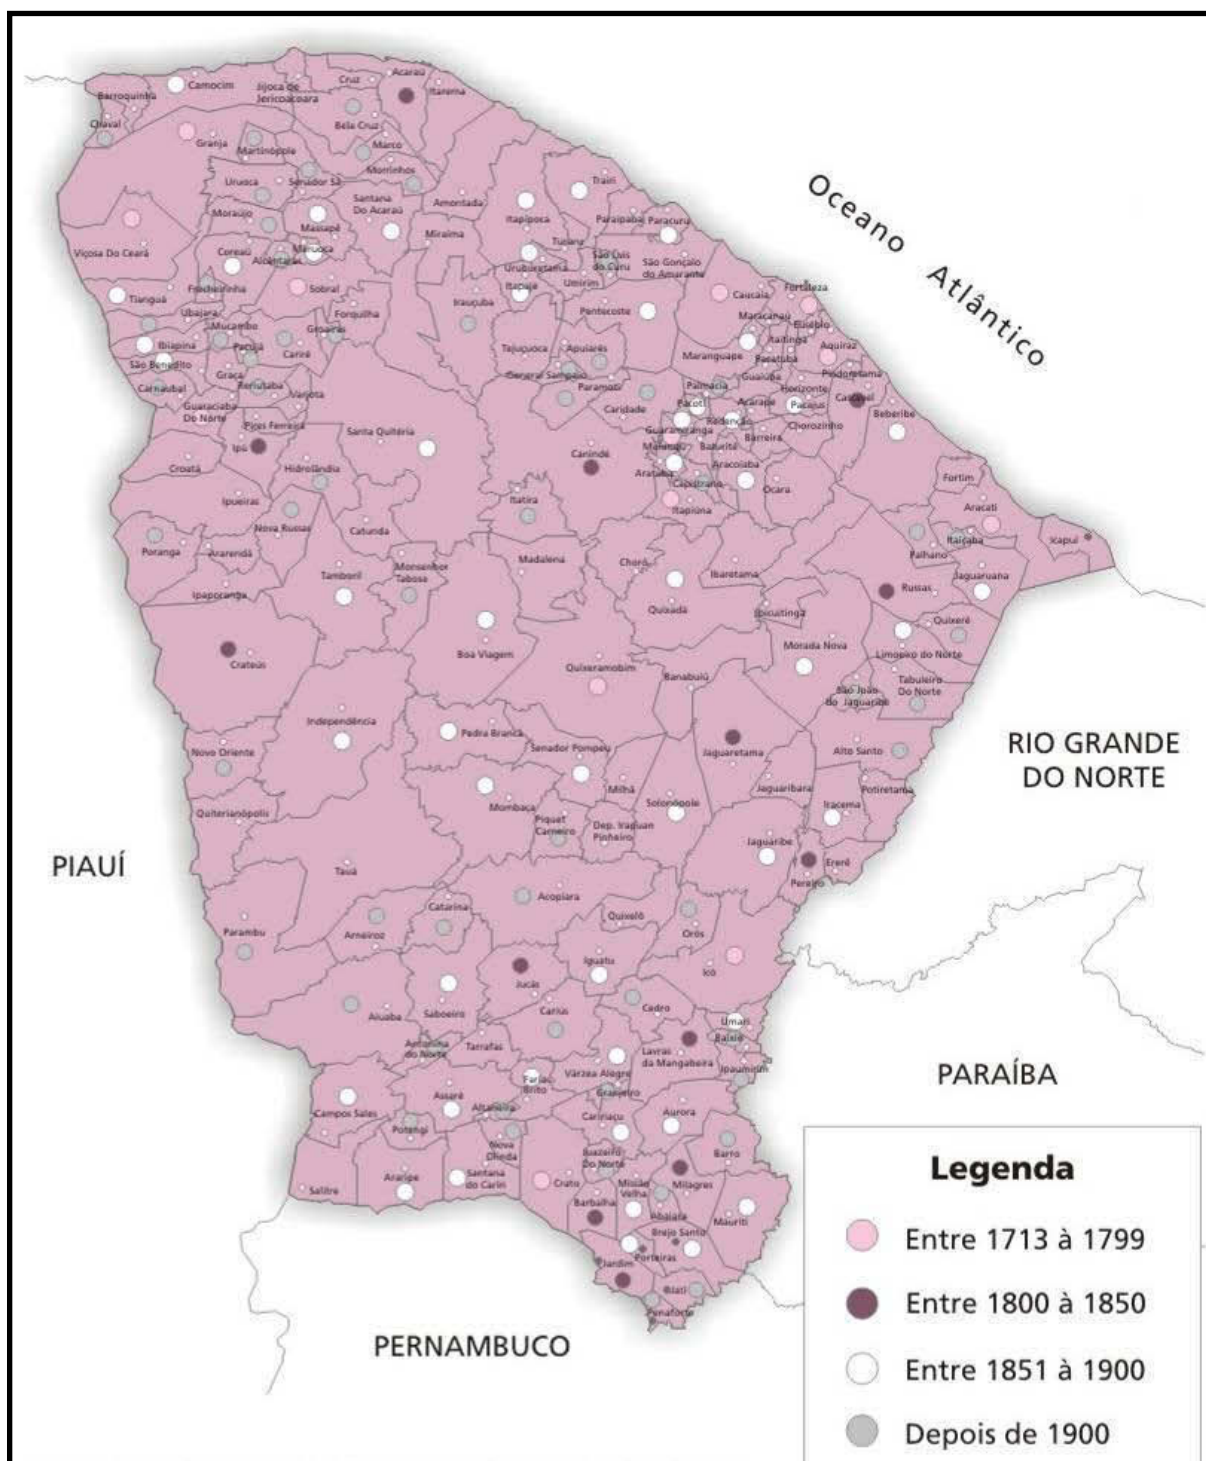 Acaraú
Cruz
Camocim
Jijoca de
Jericoacoara
Itarema
Barroquinha
Chaval
Bela Cruz
Granja
Marco
Martinópole
Morrinhos
Uruoca
Senador Sá
Trairi
Santana
Do Acaraú
Amontada
Moraújo
Itapipoca
Paraipaba
Paracuru
Massapê
Miraíma
Tururu
Viçosa Do Ceará
Coreaú
Meruoca
Alcântaras
São Luis
do Curu
Uruburetama
São Gonçalo
do Amarante
Umirim
Itapajé
Frecheirinha
Sobral
Tianguá
Irauçuba
Caucaia
Fortaleza
Ubajara
Forquilha
Pentecoste
Maracanaú
Mucambo
Eusébio
Groaíras
Itaitinga
Ibiapina
Pacujá
Cariré
Tejuçuoca
Apuiarés
Maranguape
Aquiraz
Pacatuba
São Benedito
Graça
General Sampaio
Guaiúba
Pindoretama
Carnaubal
Reriutaba
Paramoti
Palmácia
Horizonte
Varjota
Caridade
Pacoti
Acarape
Pacajus
Cascavel
Guaraciaba
Do Norte
Beberibe
Pires Ferreira
Redenção
Chorozinho
Santa Quitéria
Guaramiranga
Barreira
Ipú
Mulungu
Baturité
Canindé
Croatá
Hidrolândia
Aratuba
Aracoiaba
Capistrano
Fortim
Ocara
Ipueiras
Itatira
Itapiúna
Aracati
Nova Russas
Catunda
Itaiçaba
Icapuí
Poranga
Ararendá
Palhano
Madalena
Choró
Monsenhor
Tabosa
Tamboril
Ibaretama
Jaguaruana
Ipaporanga
Russas
Quixadá
Ibicuitinga
Quixeré
Crateús
Boa Viagem
Morada Nova
Limoeiro do Norte
Quixeramobim
Banabuiú
Tabuleiro
Do Norte
São João
do Jaguaribe
Independência
Pedra Branca
Novo Oriente
Senador Pompeu
Jaguaretama
Alto Santo
Milhã
Jaguaribara
Potiretama
Quiterianópolis
Mombaça
Solonópole
Iracema
Piquet
Carneiro
Dep. Irapuan
Pinheiro
Jaguaribe
Tauá
Ererê
Pereiro
Acopiara
Catarina
Quixelô
Parambu
Arneiroz
Orós
Iguatu
Icó
Jucás
Saboeiro
Aiuaba
Cariús
Cedro
Umari
Baixio
Antonina
do Norte
Tarrafas
Lavras
da Mangabeira
Ipaumirim
Várzea Alegre
Farias
Brito
Granjeiro
Assaré
Campos Sales
Altaneira
Caririaçu
Aurora
Potengi
Nova
Olinda
Juazeiro
Do Norte
Barro
Araripe
Santana
do Cariri
Salitre
Crato
Missão
Velha
Milagres
Barbalha
Abaiara
Mauriti
Brejo Santo
Porteiras
Jardim
Jati
Penaforte
Oceano Atlântico
RIO GRANDE
DO NORTE
PIAUÍ
PARAÍBA
PERNAMBUCO
Legenda
Entre 1713 à 1799
Entre 1800 à 1850
Entre 1851 à 1900
Depois de 1900